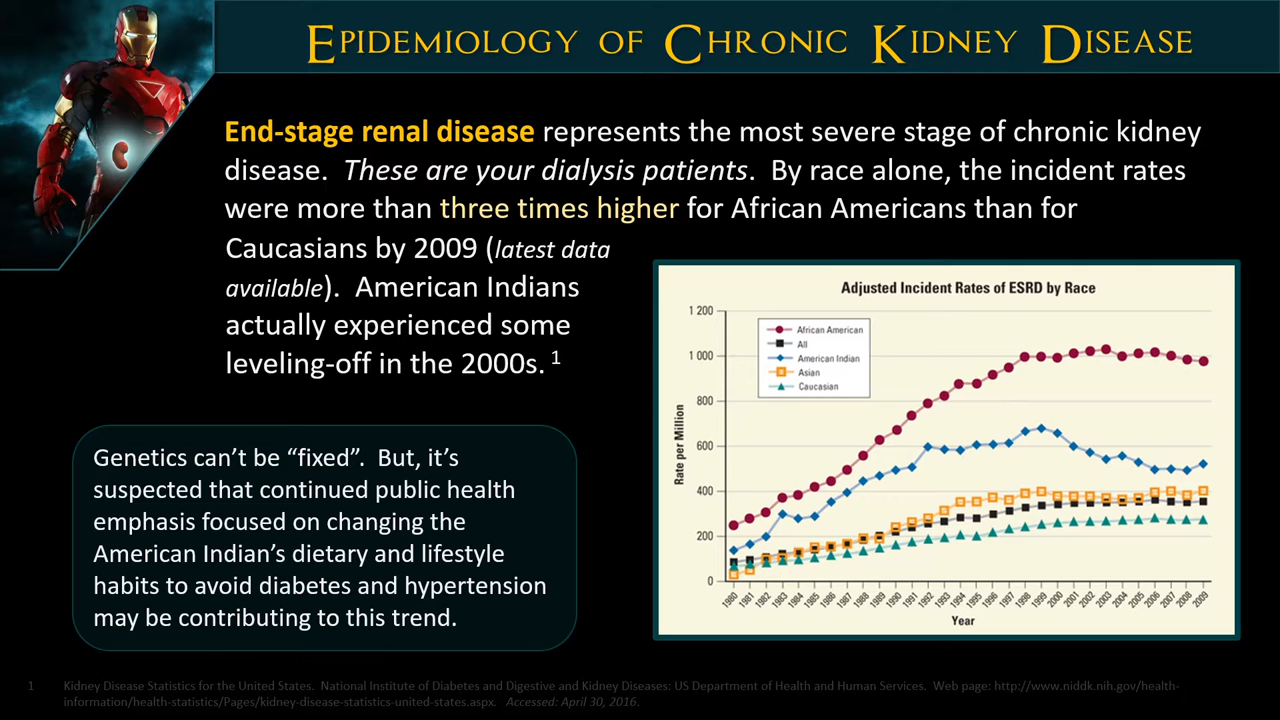 EPIDEMIOLOGY OF CHRONIC KIDNEY DISEASE
End-stage renal disease represents the most severe stage of chronic kidney
disease. These are your dialysis patients. By race alone, the incident rates
were more than three times higher for African Americans than for
Caucasians by 2009 (latest data
available). American Indians
actually experienced some
leveling-off in the 2000s. 1
Genetics can't be “fixed”. But, it's
suspected that continued public health
emphasis focused on changing the
American Indian's dietary and lifestyle
habits to avoid diabetes and hypertension
may be contributing to this trend.
Adjusted Incident Rates of ESRD by Race
1 200
1 000
800
600
400
200
0
Rate per Million
African American
All
American Indian
Asian
Caucasian
1980 1981 1982 1983 1984 1985 1986 1987 1988 1989 1990 1991 1992 1993 1994 1995 1996 1997 1998 1999 2000 2001 2002 2003 2004 2005 2006 2007 2008 2009
Year
1 Kidney Disease Statistics for the United States. National Institute of Diabetes and Digestive and Kidney Diseases: US Department of Health and Human Services. Web page: http://www.niddk.nih.gov/health-
information/health-statistics/Pages/kidney-disease-statistics-united-states.aspx. Accessed: April 30, 2016.